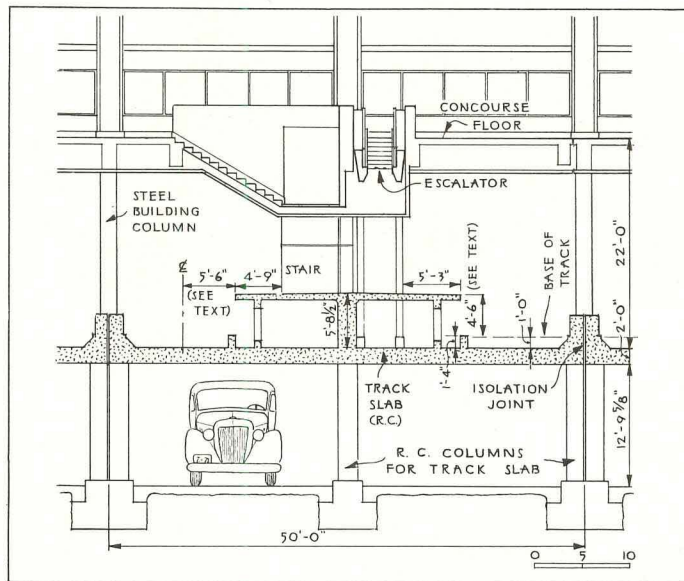 CONCOURSE
FLOOR
ESCALATOR
STEEL
BUILDING
COLUMN
℄
5'-6"
(SEE
TEXT)
4'-9"
STAIR
5'-3"
4'-6"
(SEE TEXT)
BASE OF
TRACK
22'-0"
5'-8½"
1'-0"
2'-0"
1'-4"
TRACK
SLAB
(R.C.)
ISOLATION
JOINT
12'-9⅝"
R. C. COLUMNS
FOR TRACK SLAB
50'-0"
0 5 10